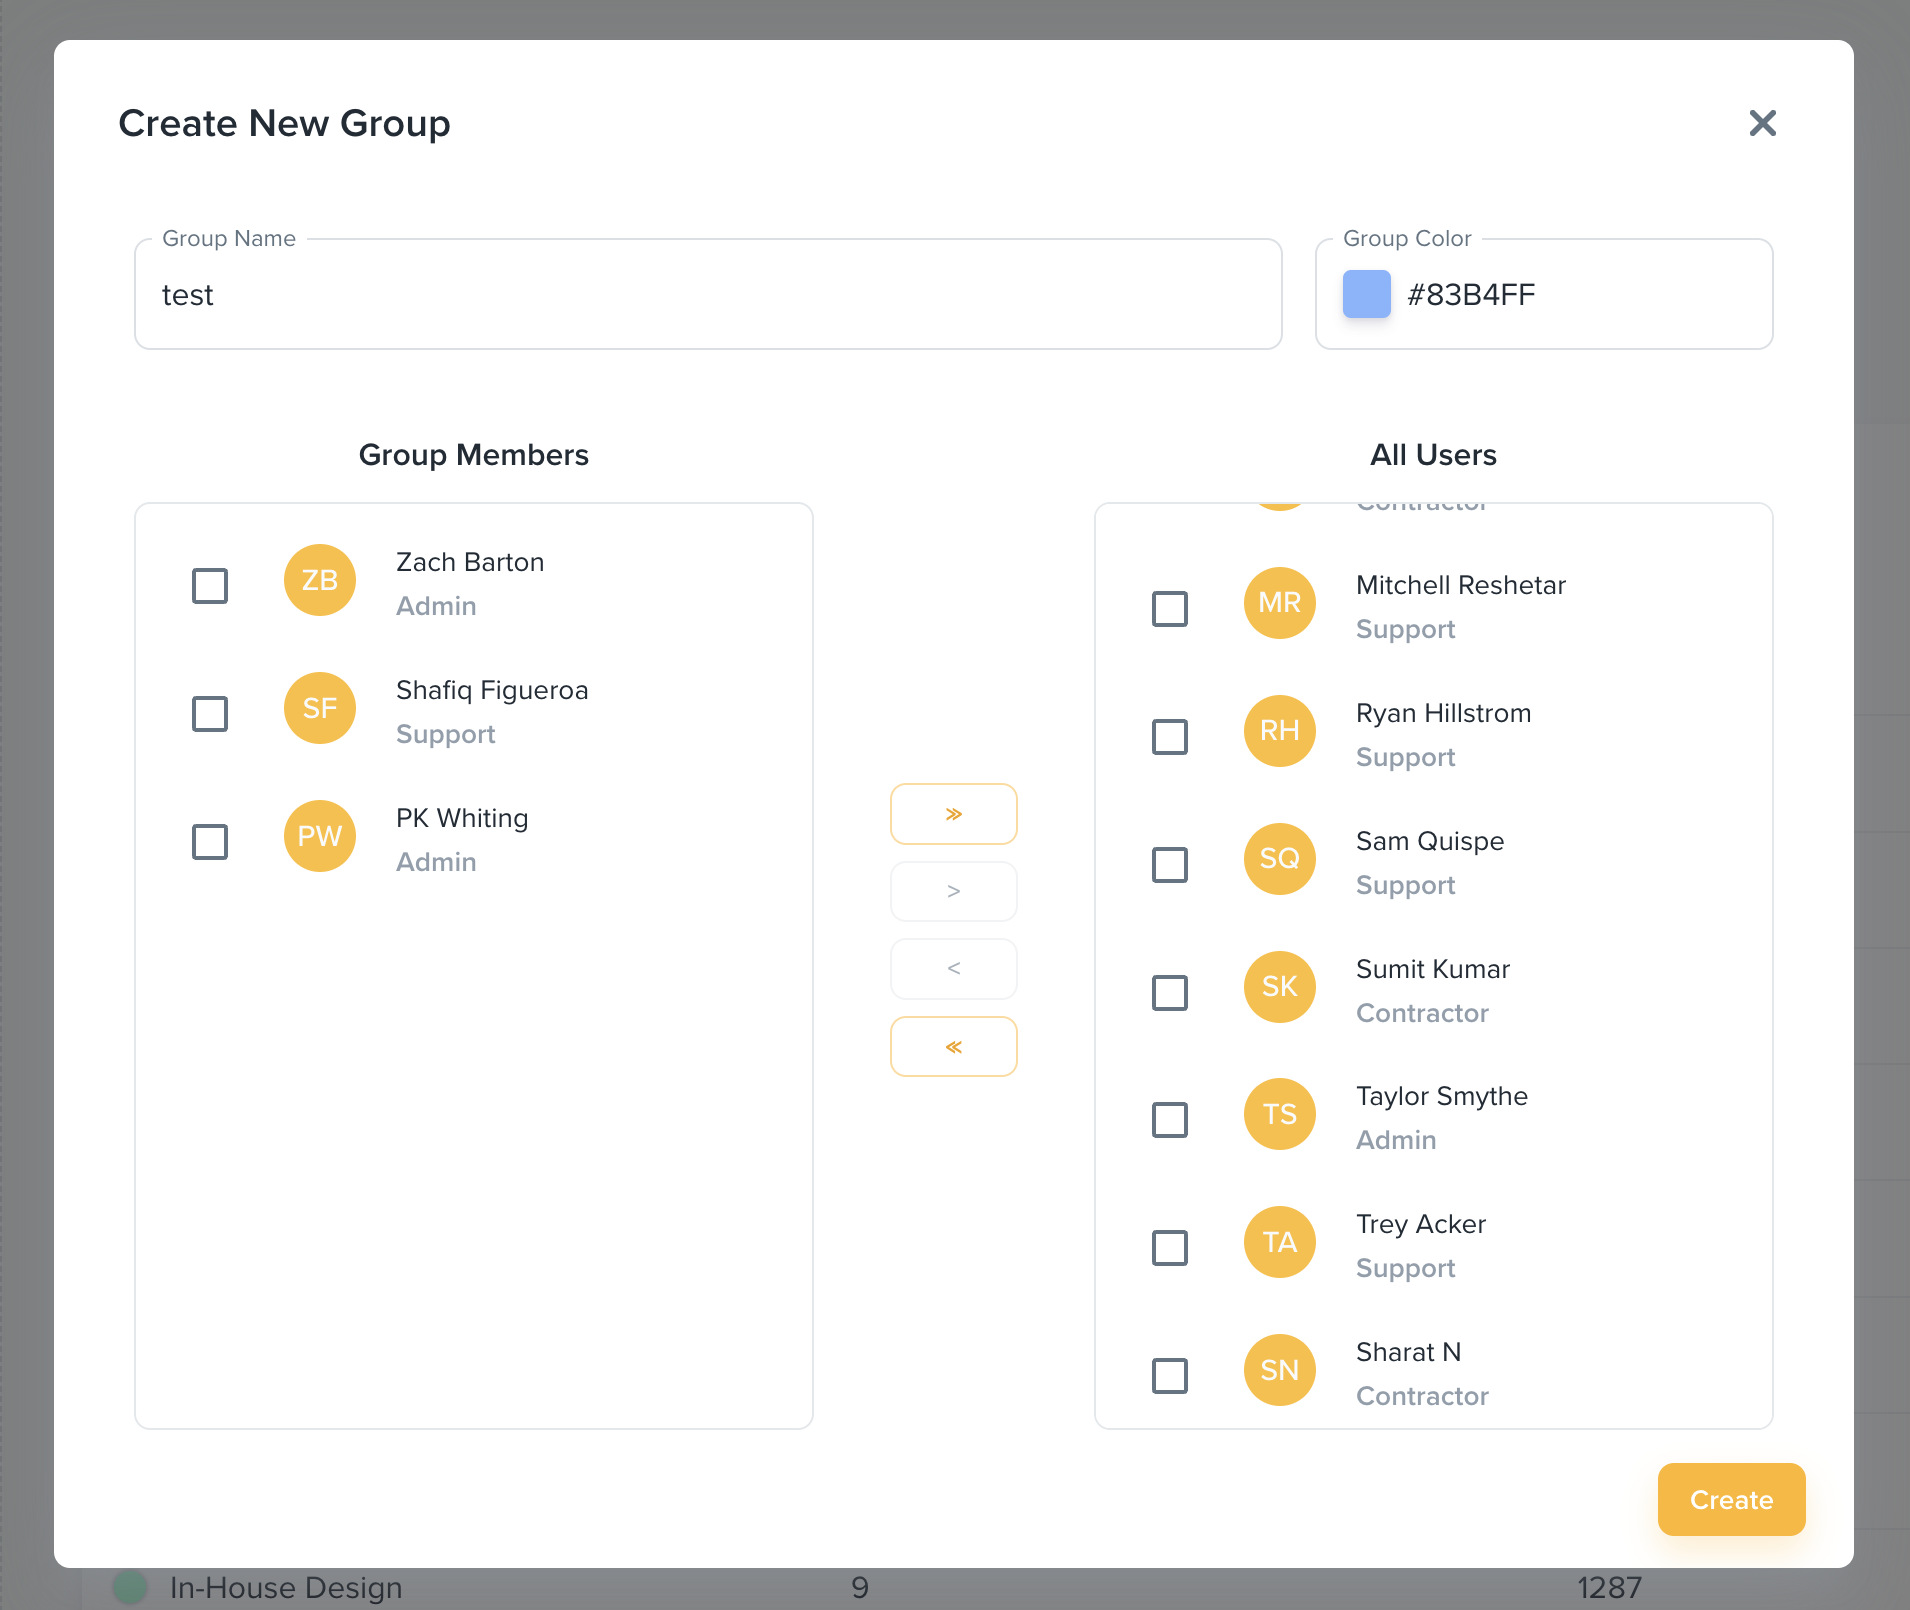 Create New Group
Group Name
test
Group Color
#83B4FF
Group Members
ZB
Zach Barton
Admin
SF
Shafiq Figueroa
Support
PW
PK Whiting
Admin
»
>
<
«
All Users
Contractor
MR
Mitchell Reshetar
Support
RH
Ryan Hillstrom
Support
SQ
Sam Quispe
Support
SK
Sumit Kumar
Contractor
TS
Taylor Smythe
Admin
TA
Trey Acker
Support
SN
Sharat N
Contractor
Create
In-House Design 9 1287